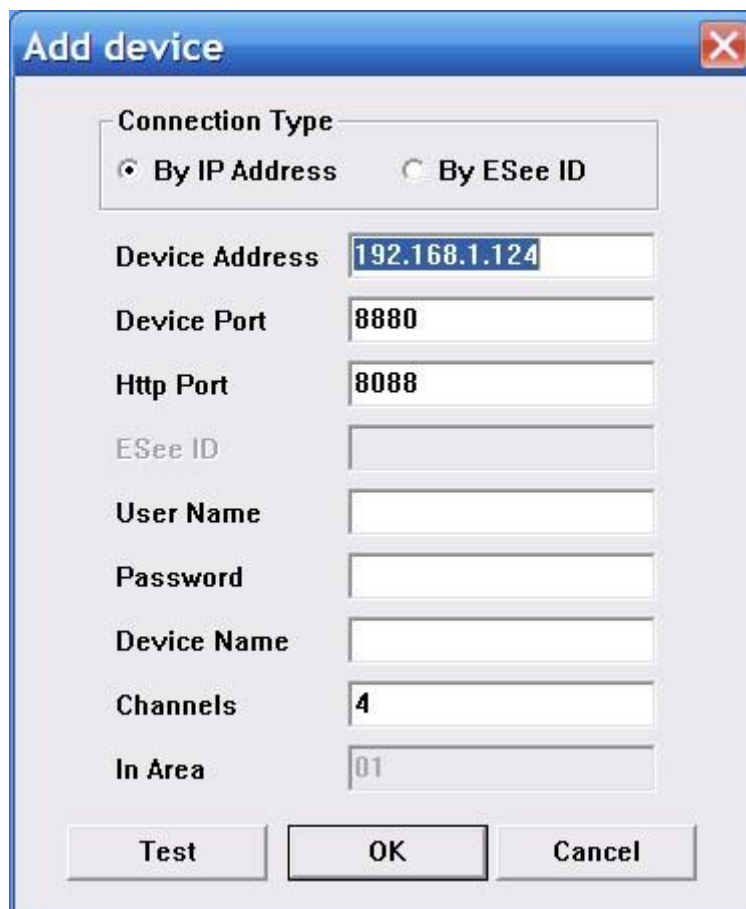 Add device
Connection Type
By IP Address By ESee ID
Device Address 192.168.1.124
Device Port 8880
Http Port 8088
ESee ID
User Name
Password
Device Name
Channels 4
In Area 01
Test OK Cancel